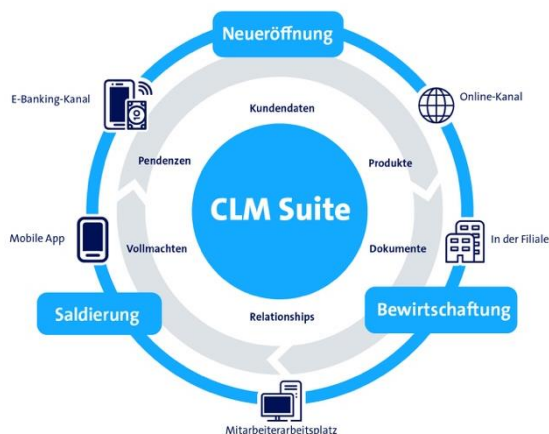 Neueröffnung
E-Banking-Kanal
Online-Kanal
Kundendaten
Pendenzen
Produkte
CLM Suite
Mobile App
Vollmachten
Dokumente
In der Filiale
Saldierung
Relationships
Bewirtschaftung
Mitarbeiterarbeitsplatz